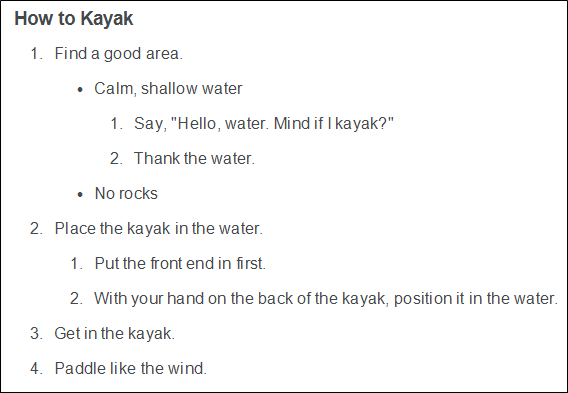 How to Kayak
1. Find a good area.
• Calm, shallow water
1. Say, "Hello, water. Mind if I kayak?"
2. Thank the water.
• No rocks
2. Place the kayak in the water.
1. Put the front end in first.
2. With your hand on the back of the kayak, position it in the water.
3. Get in the kayak.
4. Paddle like the wind.